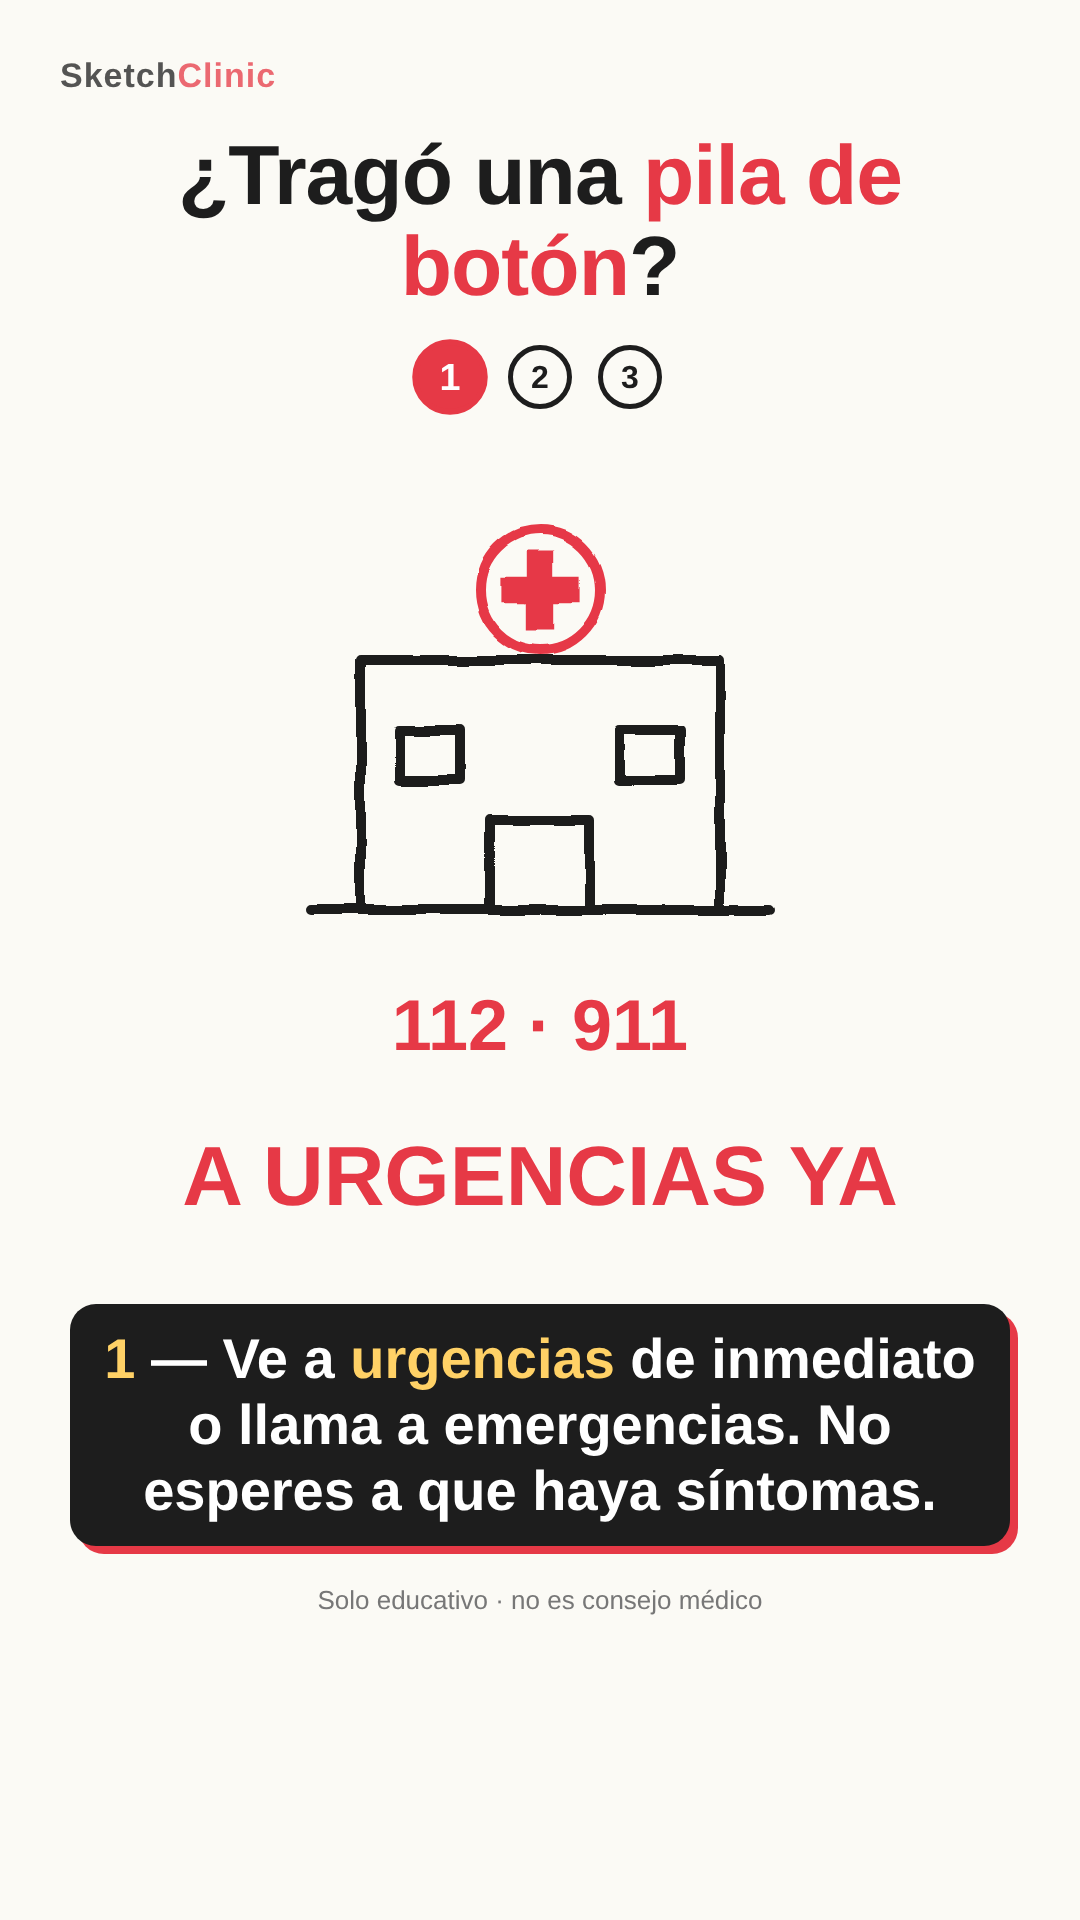 SketchClinic
¿Tragó una pila de
botón?
1 2 3
112 · 911
A URGENCIAS YA
1 — Ve a urgencias de inmediato
o llama a emergencias. No
esperes a que haya síntomas.
Solo educativo · no es consejo médico